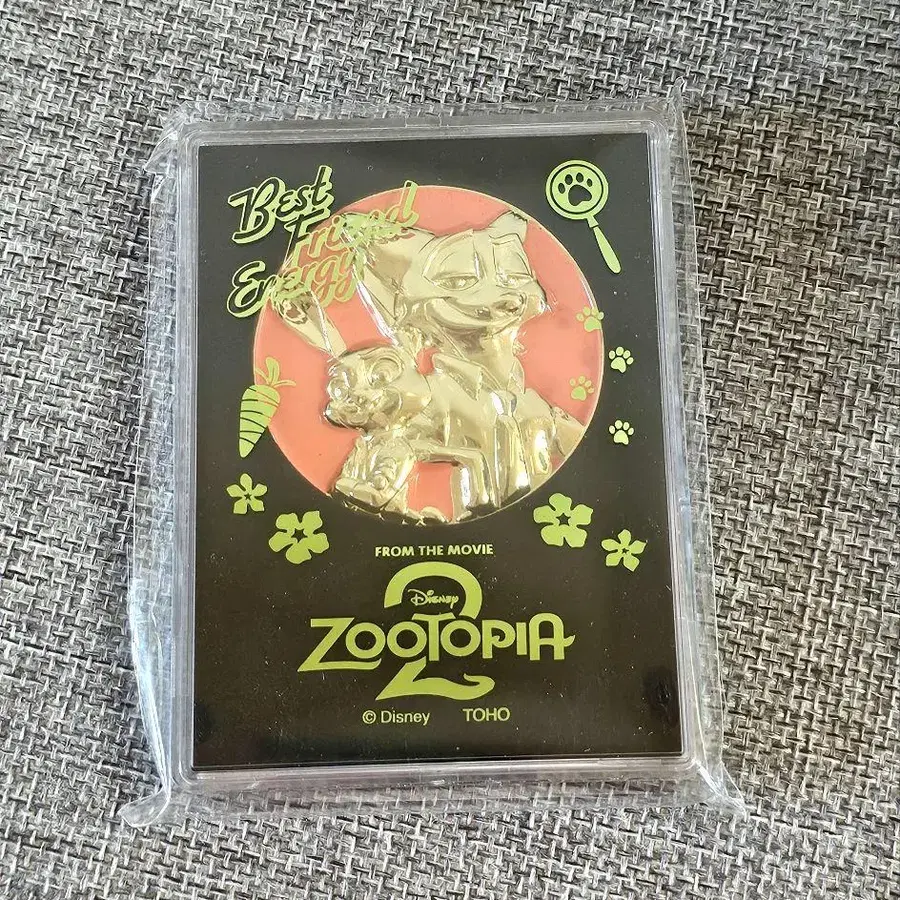 Best
Friend
Energy
FROM THE MOVIE
2
Disney
ZOOTOPIA
© Disney TOHO